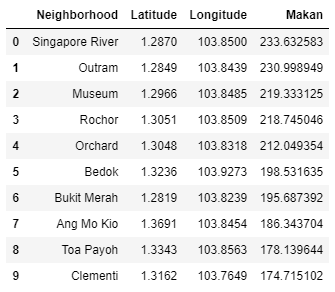 Neighborhood Latitude Longitude Makan
0 Singapore River 1.2870 103.8500 233.632583
1 Outram 1.2849 103.8439 230.998949
2 Museum 1.2966 103.8485 219.333125
3 Rochor 1.3051 103.8509 218.745046
4 Orchard 1.3048 103.8318 212.049354
5 Bedok 1.3236 103.9273 198.531635
6 Bukit Merah 1.2819 103.8239 195.687392
7 Ang Mo Kio 1.3691 103.8454 186.343704
8 Toa Payoh 1.3343 103.8563 178.139644
9 Clementi 1.3162 103.7649 174.715102